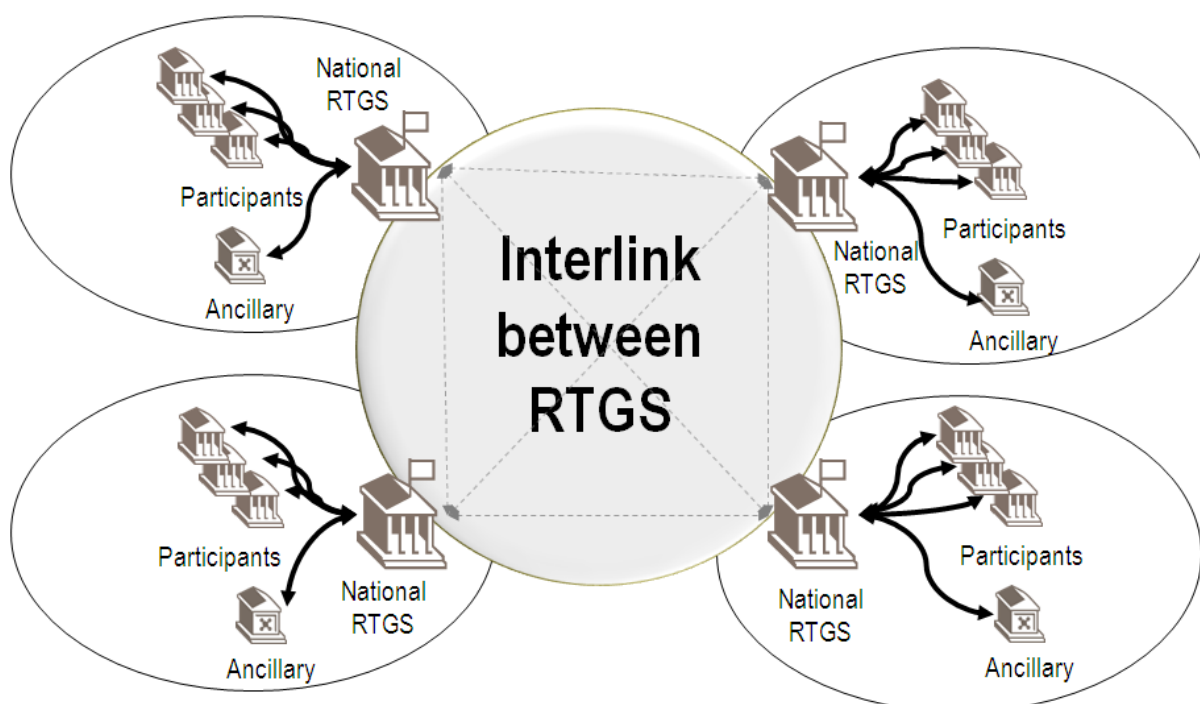 National
RTGS
Participants
Ancillary
National
RTGS
Participants
Ancillary
Interlink
between
RTGS
Participants
National
RTGS
Ancillary
Participants
National
RTGS
Ancillary